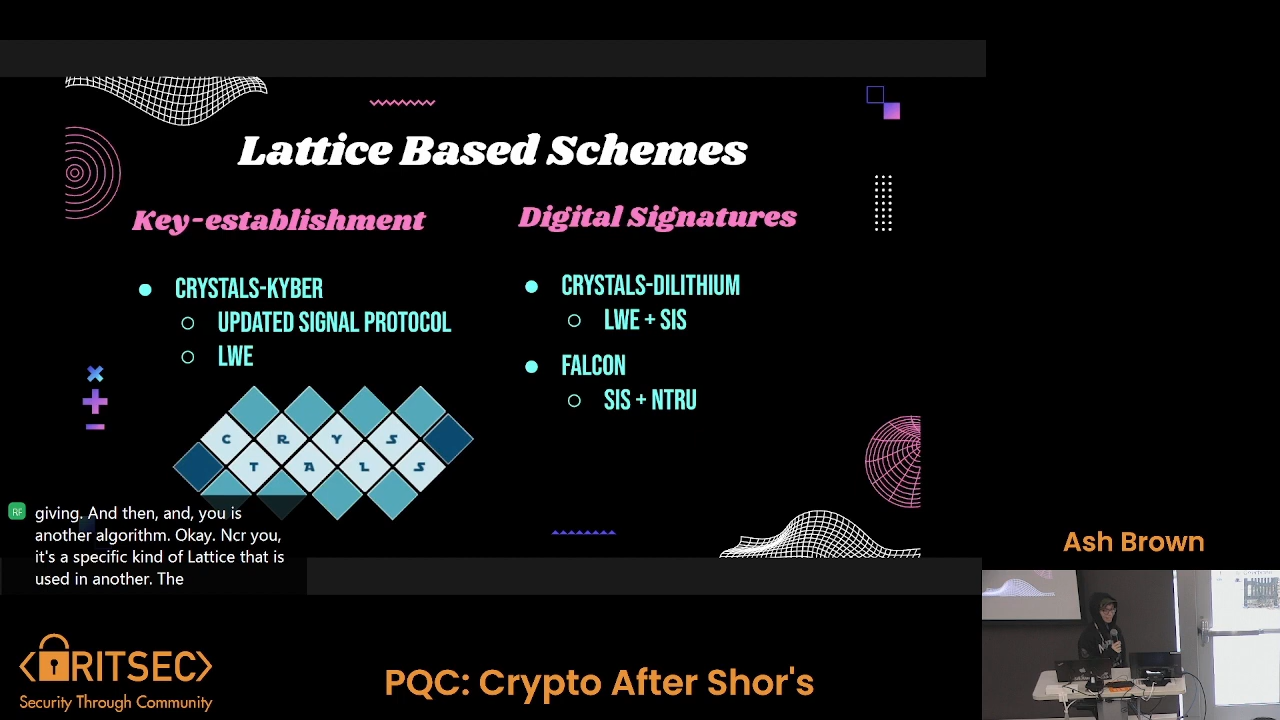 Lattice Based Schemes
Key-establishment
CRYSTALS-KYBER
UPDATED SIGNAL PROTOCOL
LWE
Digital Signatures
CRYSTALS-DILITHIUM
LWE + SIS
FALCON
SIS + NTRU
C R Y S
T A L S
RF
giving. And then, and, you is
another algorithm. Okay. Ncr you,
it's a specific kind of Lattice that is
used in another. The
Ash Brown
RITSEC
Security Through Community
PQC: Crypto After Shor's